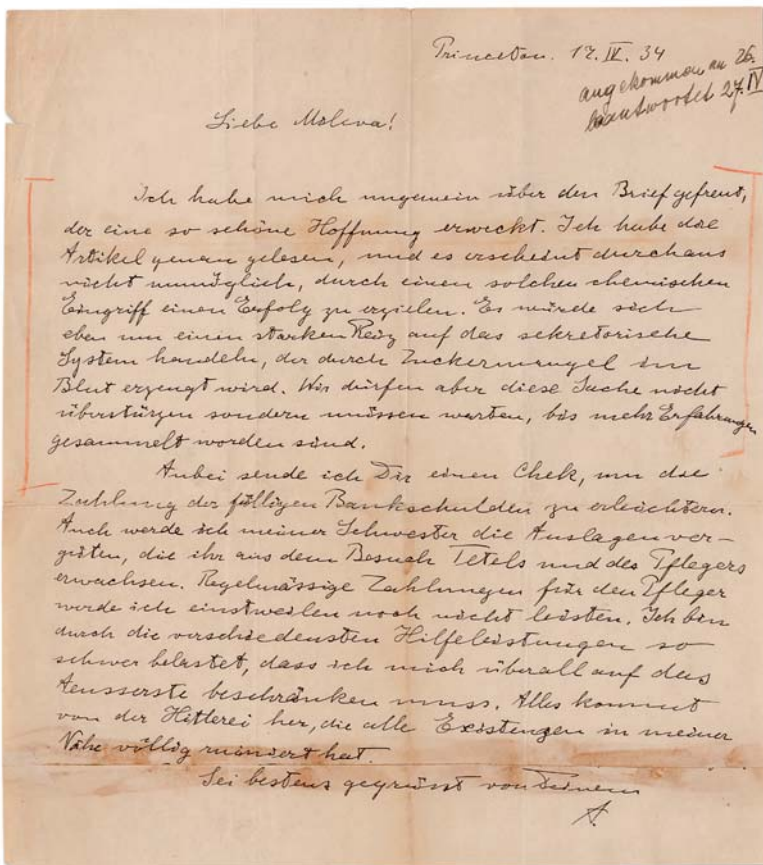 Princeton. 17. IV. 34
angekommen am 26.
beantwortet 27. IV
Liebe Mileva!
Ich habe mich ungemein über den Brief gefreut,
der eine so schöne Hoffnung erweckt. Ich habe die
Artikel genau gelesen, und es erscheint durchaus
nicht unmöglich, durch einen solchen chemischen
Eingriff einen Erfolg zu erzielen. Es würde sich
eben um einen starken Reiz auf das sekretorische
System handeln, der durch Zuckermangel im
Blut erzeugt wird. Wir dürfen aber diese Sache nicht
überstürzen sondern müssen warten, bis mehr Erfahrungen
gesammelt worden sind.
Anbei sende ich Dir einen Chek, um die
Zahlung der fälligen Bankschulden zu erleichtern.
Auch werde ich meiner Schwester die Auslagen ver-
güten, die ihr aus dem Besuch Tetels und des Pflegers
erwachsen. Regelmässige Zahlungen für den Pfleger
werde ich einstweilen noch nicht leisten. Ich bin
durch die verschiedensten Hilfeleistungen so
schwer belastet, dass ich mich überall auf das
Aeusserste beschränken muss. Alles kommt
von der Hitlerei her, die alle Existenzen in meiner
Nähe völlig ruiniert hat.
Sei bestens gegrüsst von Deinem
A.